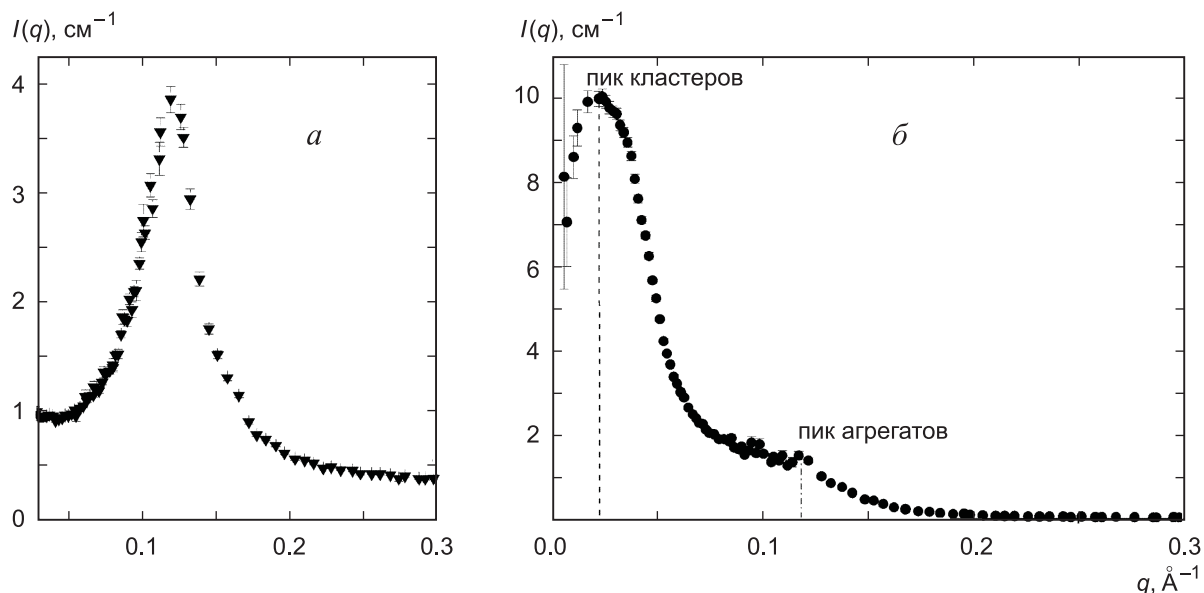 I(q), см⁻¹
4
3
2
1
0
0.1
0.2
0.3
а
I(q), см⁻¹
10
8
6
4
2
0.0
0.1
0.2
0.3
q, Å⁻¹
пик кластеров
б
пик агрегатов